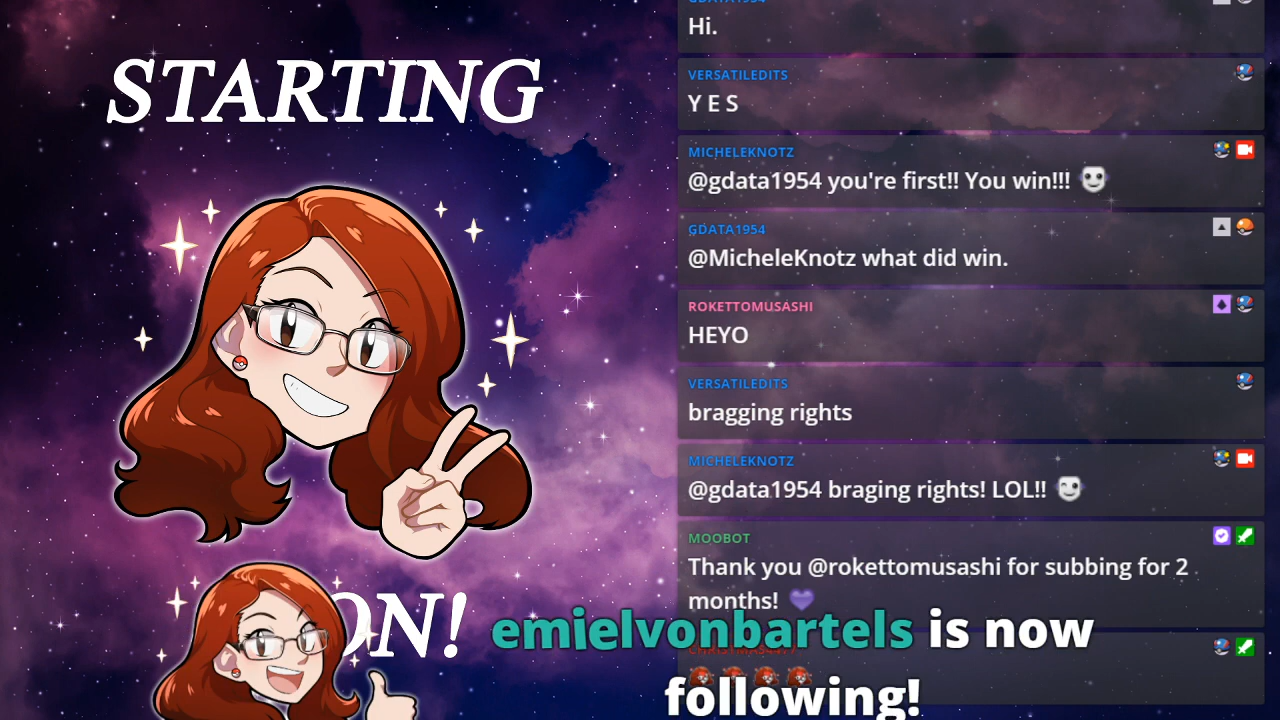 STARTING
ON!
GDATA1954
Hi.
VERSATILEDITS
Y E S
MICHELEKNOTZ
@gdata1954 you're first!! You win!!!
GDATA1954
@MicheleKnotz what did win.
ROKETTOMUSASHI
HEYO
VERSATILEDITS
bragging rights
MICHELEKNOTZ
@gdata1954 braging rights! LOL!!
MOOBOT
Thank you @rokettomusashi for subbing for 2
months!
emielvonbartels is now
following!